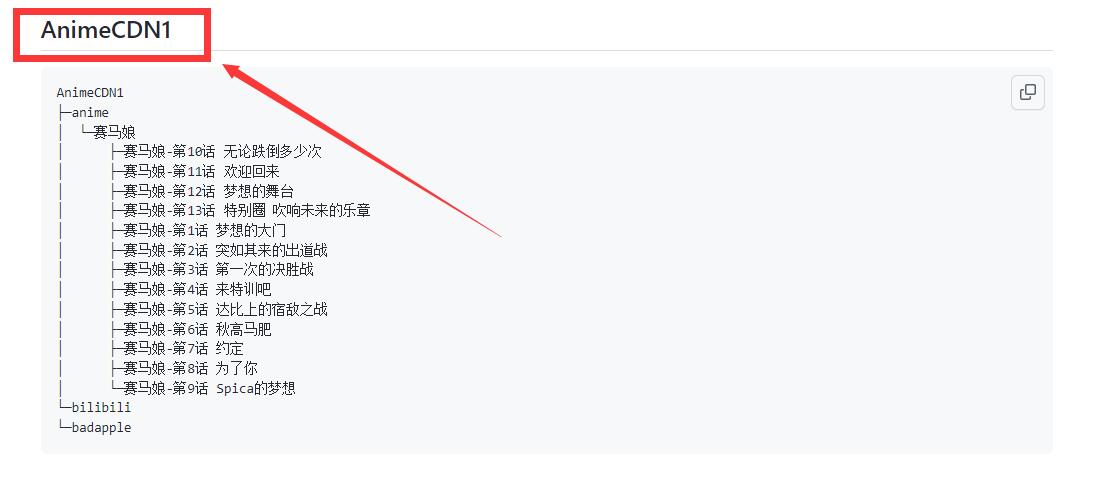 AnimeCDN1
AnimeCDN1
├─anime
│  └─赛马娘
│      ├─赛马娘-第10话 无论跌倒多少次
│      ├─赛马娘-第11话 欢迎回来
│      ├─赛马娘-第12话 梦想的舞台
│      ├─赛马娘-第13话 特别圈 吹响未来的乐章
│      ├─赛马娘-第1话 梦想的大门
│      ├─赛马娘-第2话 突如其来的出道战
│      ├─赛马娘-第3话 第一次的决胜战
│      ├─赛马娘-第4话 来特训吧
│      ├─赛马娘-第5话 达比上的宿敌之战
│      ├─赛马娘-第6话 秋高马肥
│      ├─赛马娘-第7话 约定
│      ├─赛马娘-第8话 为了你
│      └─赛马娘-第9话 Spica的梦想
└─bilibili
└─badapple